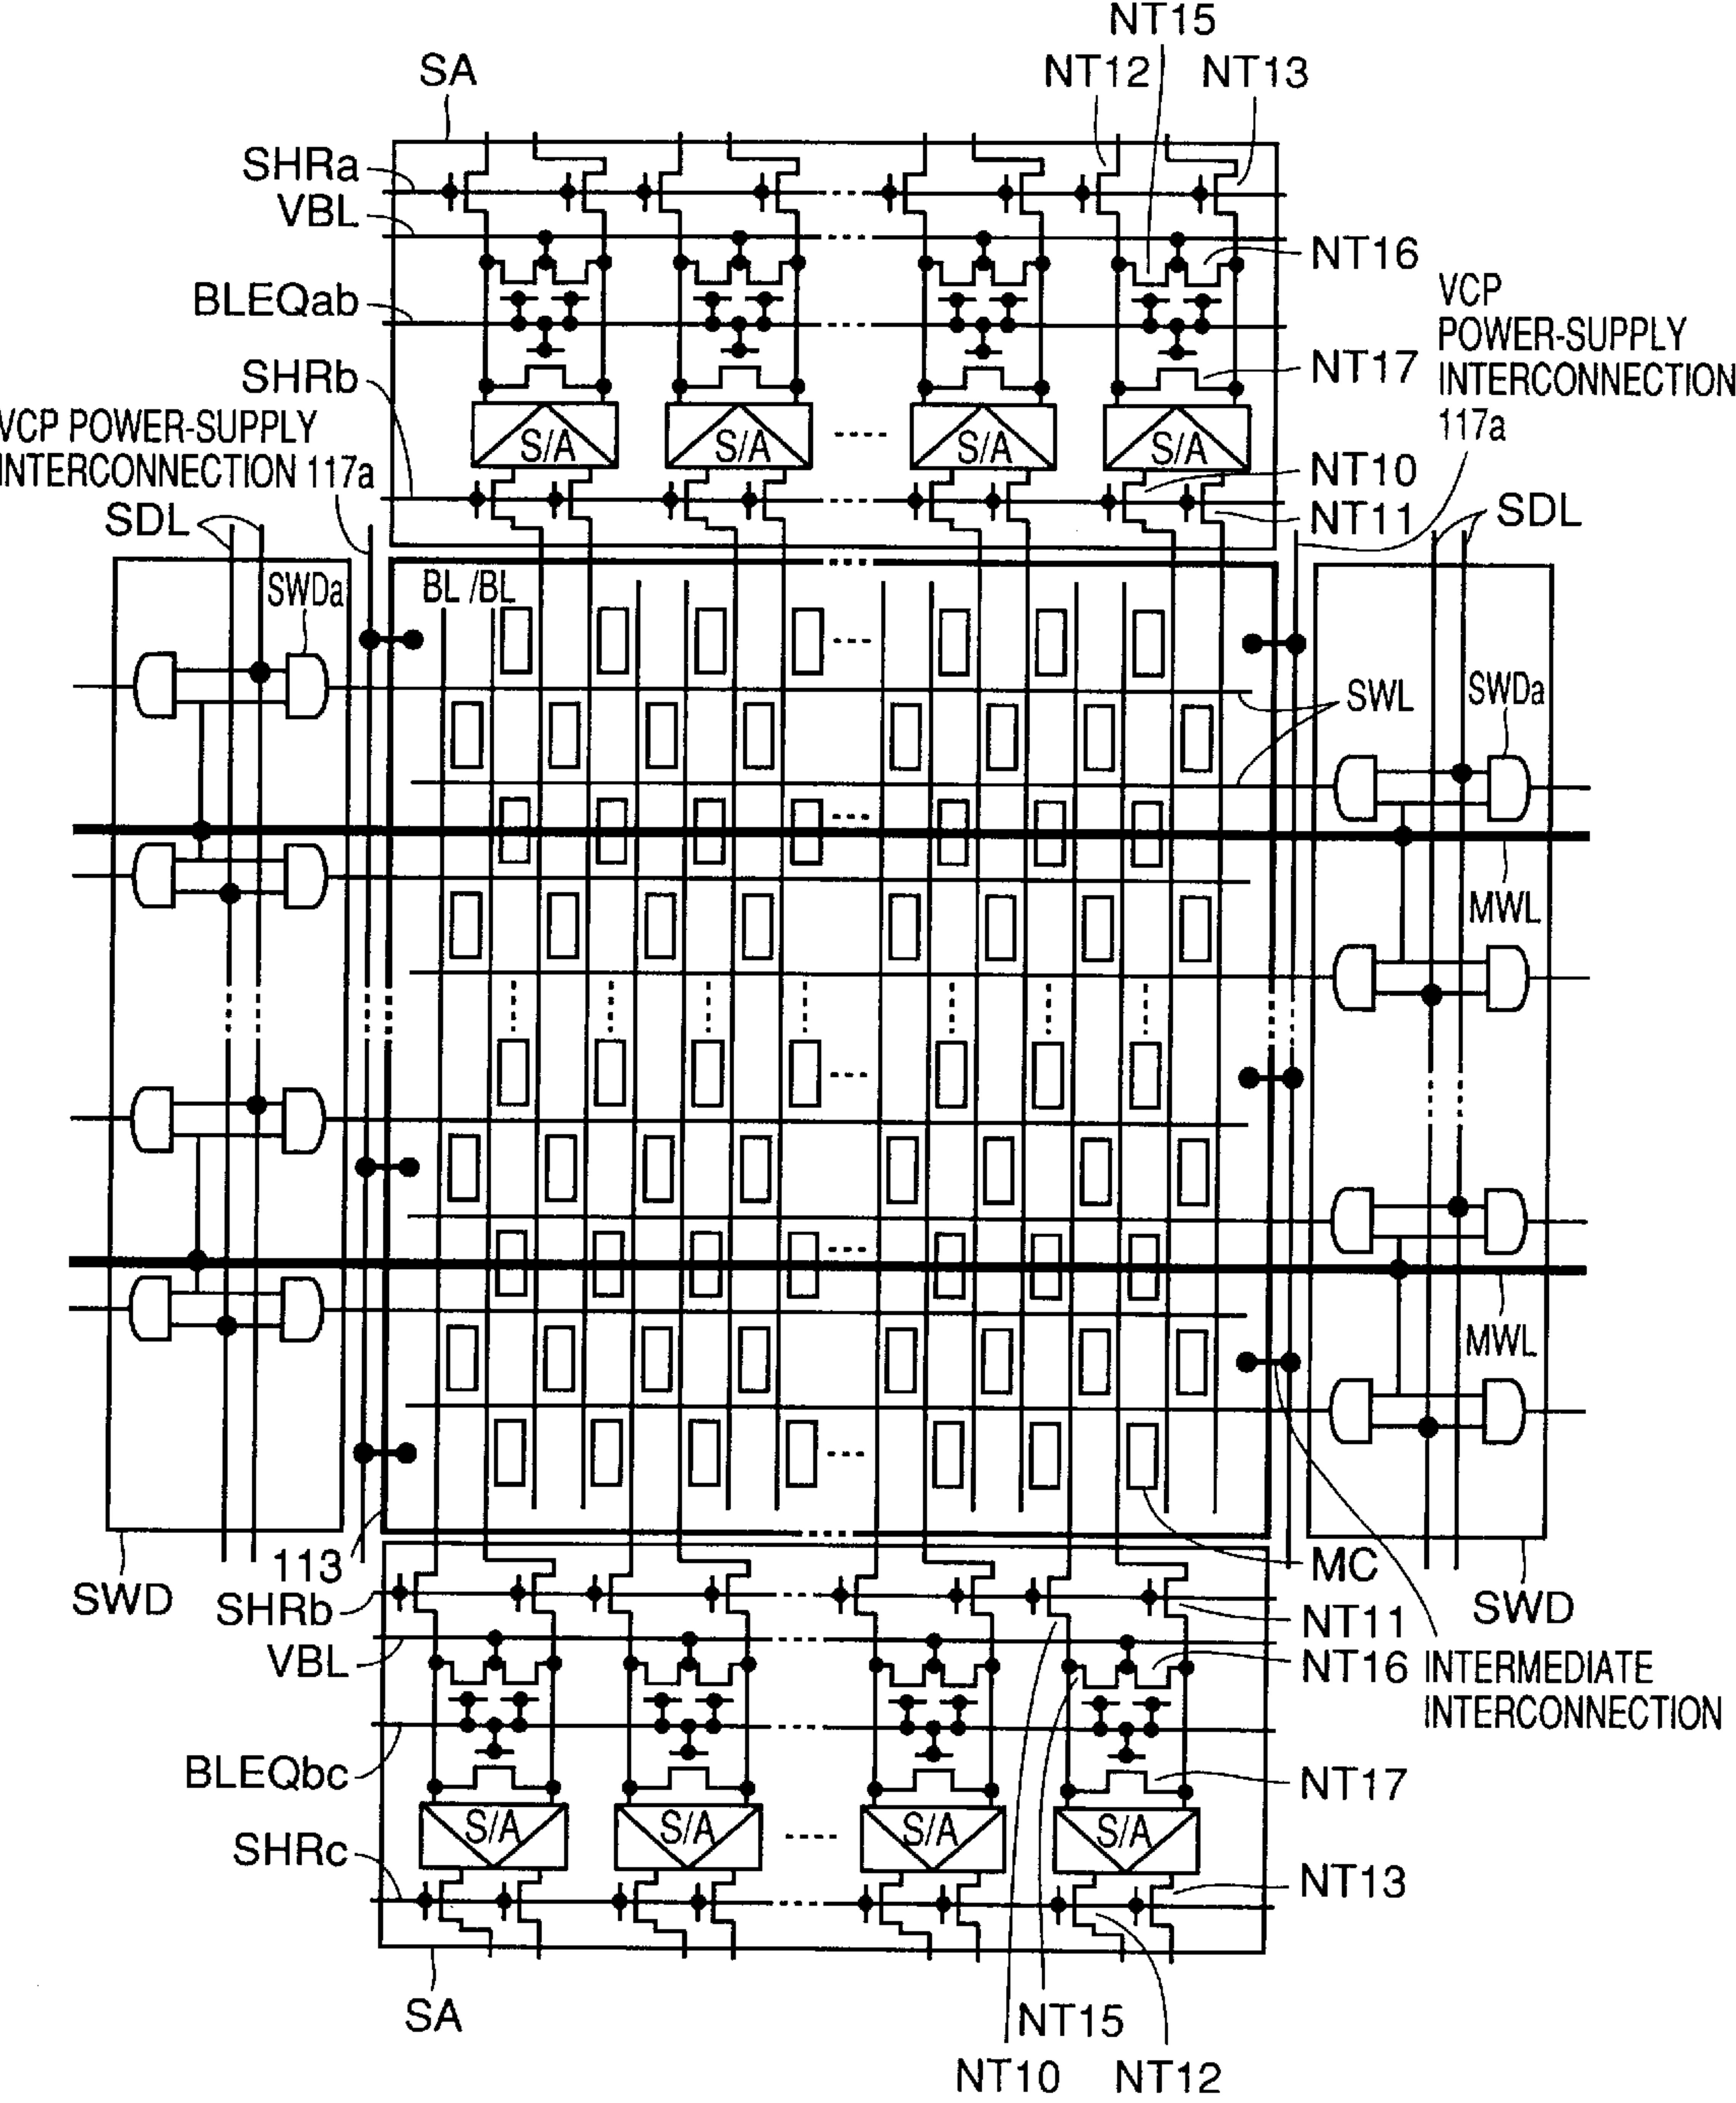 NT15
SA
NT12
NT13
SHRa
VBL
NT16
BLEQab
VCP
POWER-SUPPLY
INTERCONNECTION
117a
NT17
SHRb
VCP POWER-SUPPLY
INTERCONNECTION 117a
S/A
S/A
S/A
S/A
NT10
NT11
SDL
SDL
SWDa
BL /BL
SWL
SWDa
MWL
MWL
113
MC
SWD
SHRb
NT11
SWD
VBL
NT16
INTERMEDIATE
INTERCONNECTION
BLEQbc
NT17
S/A
S/A
S/A
S/A
SHRc
NT13
SA
NT15
NT10
NT12